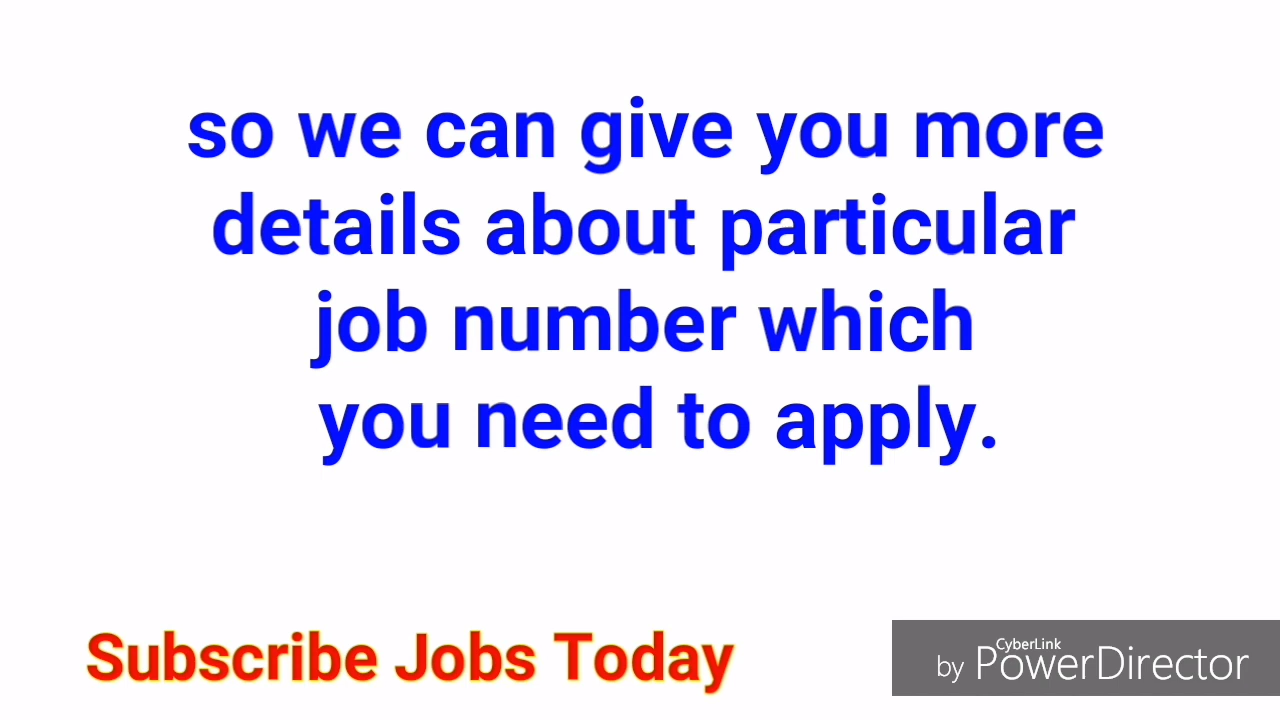 so we can give you more
details about particular
job number which
you need to apply.
Subscribe Jobs Today
CyberLink
by PowerDirector